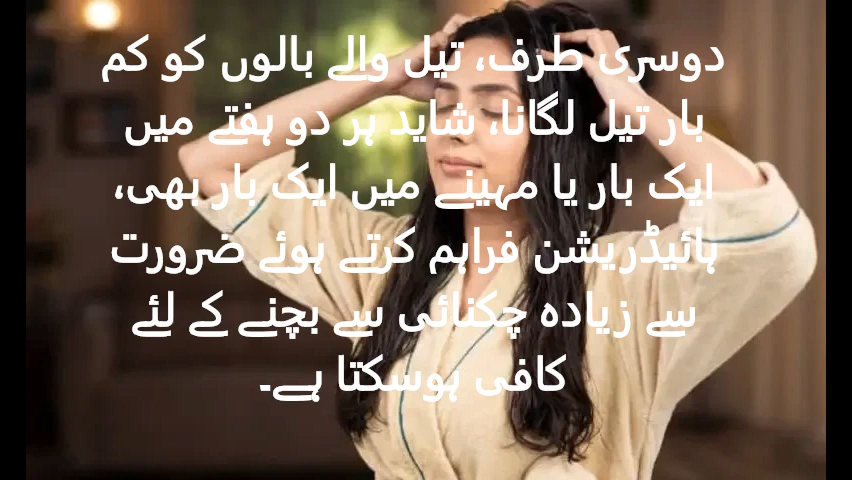 دوسری طرف، تیل والے بالوں کو کم
بار تیل لگانا، شاید ہر دو ہفتے میں
ایک بار یا مہینے میں ایک بار بھی،
ہائیڈریشن فراہم کرتے ہوئے ضرورت
سے زیادہ چکنائی سے بچنے کے لئے
کافی ہوسکتا ہے۔